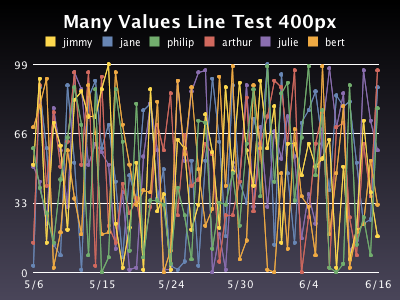 Many Values Line Test 400px
jimmy jane philip arthur julie bert
99
66
33
0
5/6 5/15 5/24 5/30 6/4 6/16